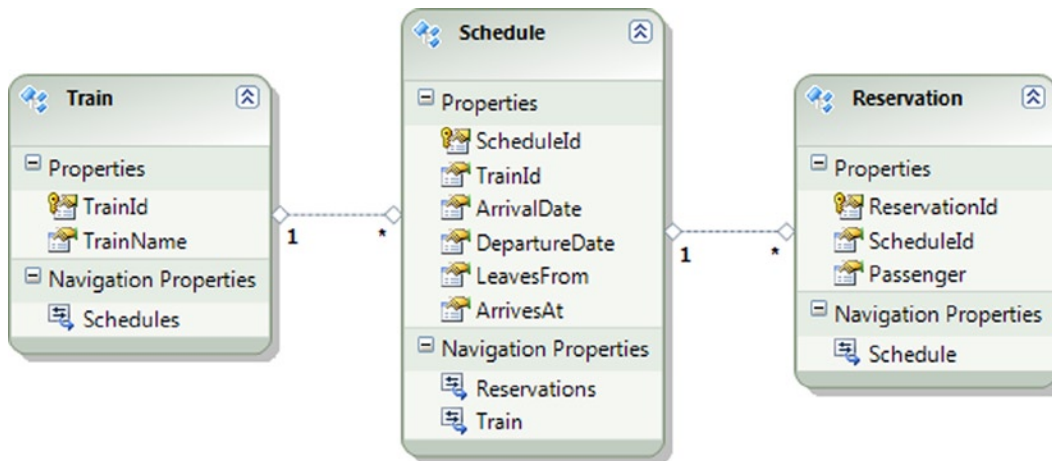 Train
Properties
TrainId
TrainName
Navigation Properties
Schedules
1
*
Schedule
Properties
ScheduleId
TrainId
ArrivalDate
DepartureDate
LeavesFrom
ArrivesAt
Navigation Properties
Reservations
Train
1
*
Reservation
Properties
ReservationId
ScheduleId
Passenger
Navigation Properties
Schedule